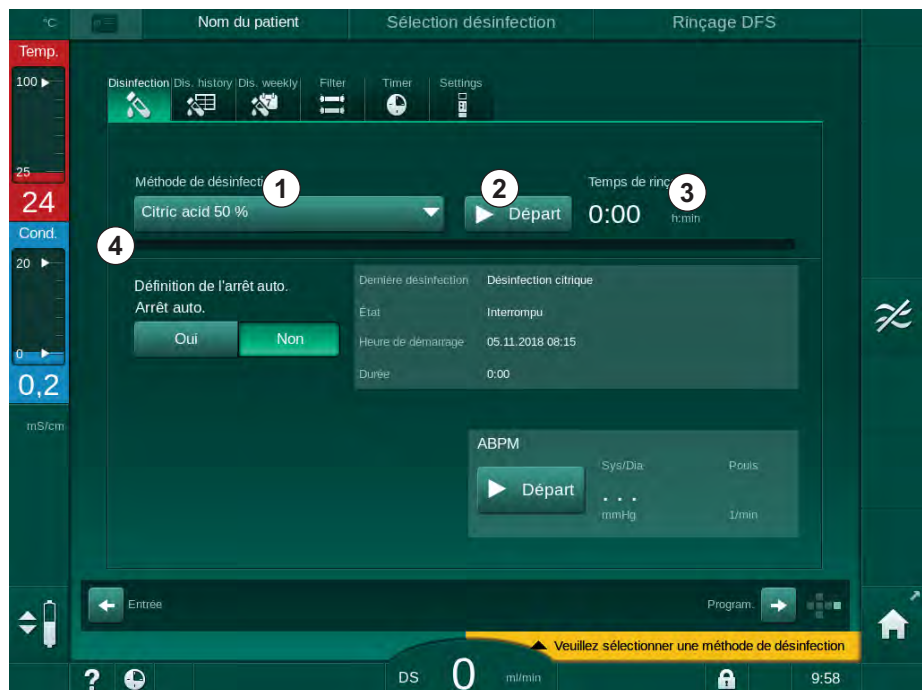 °C
Nom du patient
Sélection désinfection
Rinçage DFS
Temp.
100
25
24
Cond.
20
0
0,2
mS/cm
Disinfection
Dis. history
Dis. weekly
Filter
Timer
Settings
7
Méthode de
1
2
Temps de
3
Citric acid 50 %
Départ
0:00
h:min
4
Définition de l'arrêt auto.
Arrêt auto.
Oui
Non
Dernière désinfection
Désinfection citrique
État
Interrompu
Heure de démarrage
05.11.2018 08:15
Durée
0:00
ABPM
Départ
Sys/Dia
Pouls
. . .
mmHg
1/min
Entrée
Program.
Veuillez sélectionner une méthode de désinfection
?
DS
0
ml/min
9:58